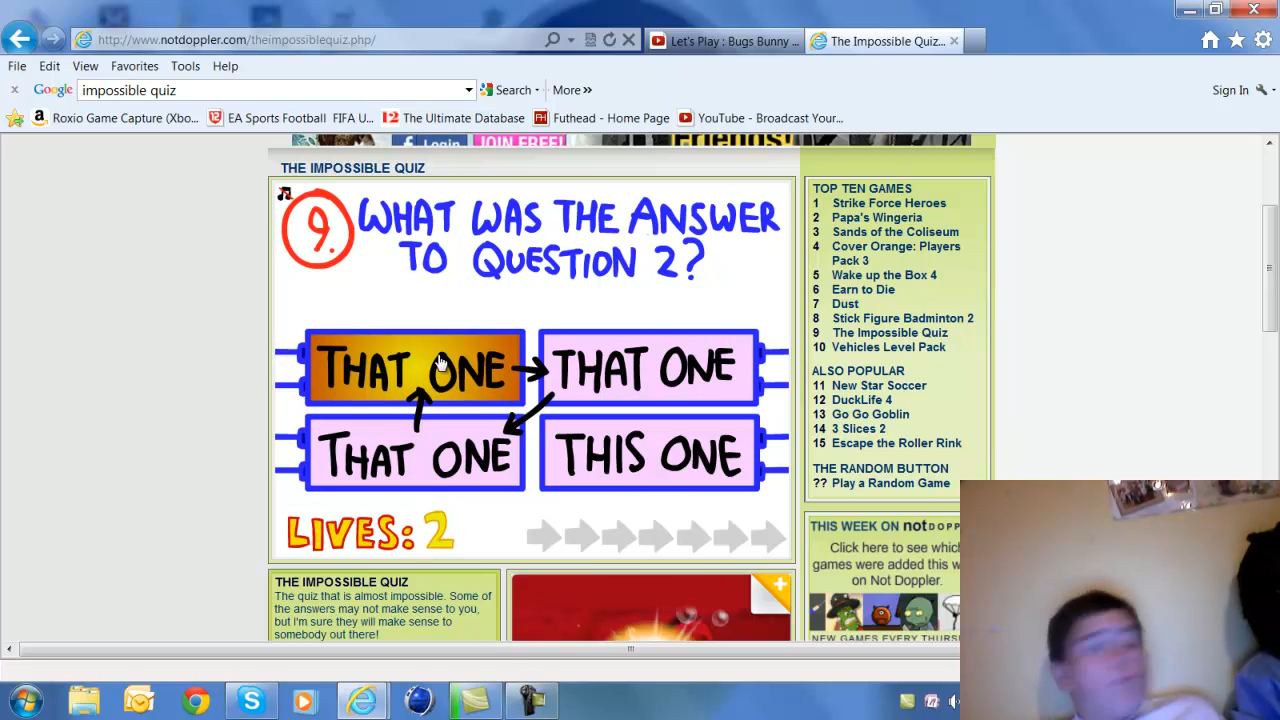 http://www.notdoppler.com/theimpossiblequiz.php/
Let's Play : Bugs Bunny ...
The Impossible Quiz...
File Edit View Favorites Tools Help
x Google impossible quiz Search More » Sign In
Roxio Game Capture (Xbo... EA Sports Football FIFA U... The Ultimate Database Futhead - Home Page YouTube - Broadcast Your...
Login JOIN FREE! Friends!
THE IMPOSSIBLE QUIZ
9. WHAT WAS THE ANSWER
TO QUESTION 2?
THAT ONE THAT ONE
THAT ONE THIS ONE
LIVES: 2
TOP TEN GAMES
1 Strike Force Heroes
2 Papa's Wingeria
3 Sands of the Coliseum
4 Cover Orange: Players
Pack 3
5 Wake up the Box 4
6 Earn to Die
7 Dust
8 Stick Figure Badminton 2
9 The Impossible Quiz
10 Vehicles Level Pack
ALSO POPULAR
11 New Star Soccer
12 DuckLife 4
13 Go Go Goblin
14 3 Slices 2
15 Escape the Roller Rink
THE RANDOM BUTTON
?? Play a Random Game
THIS WEEK ON notDOPP
Click here to see which
games were added this w
on Not Doppler.
NEW GAMES EVERY THURS
THE IMPOSSIBLE QUIZ
The quiz that is almost impossible. Some of
the answers may not make sense to you,
but I'm sure they will make sense to
somebody out there!